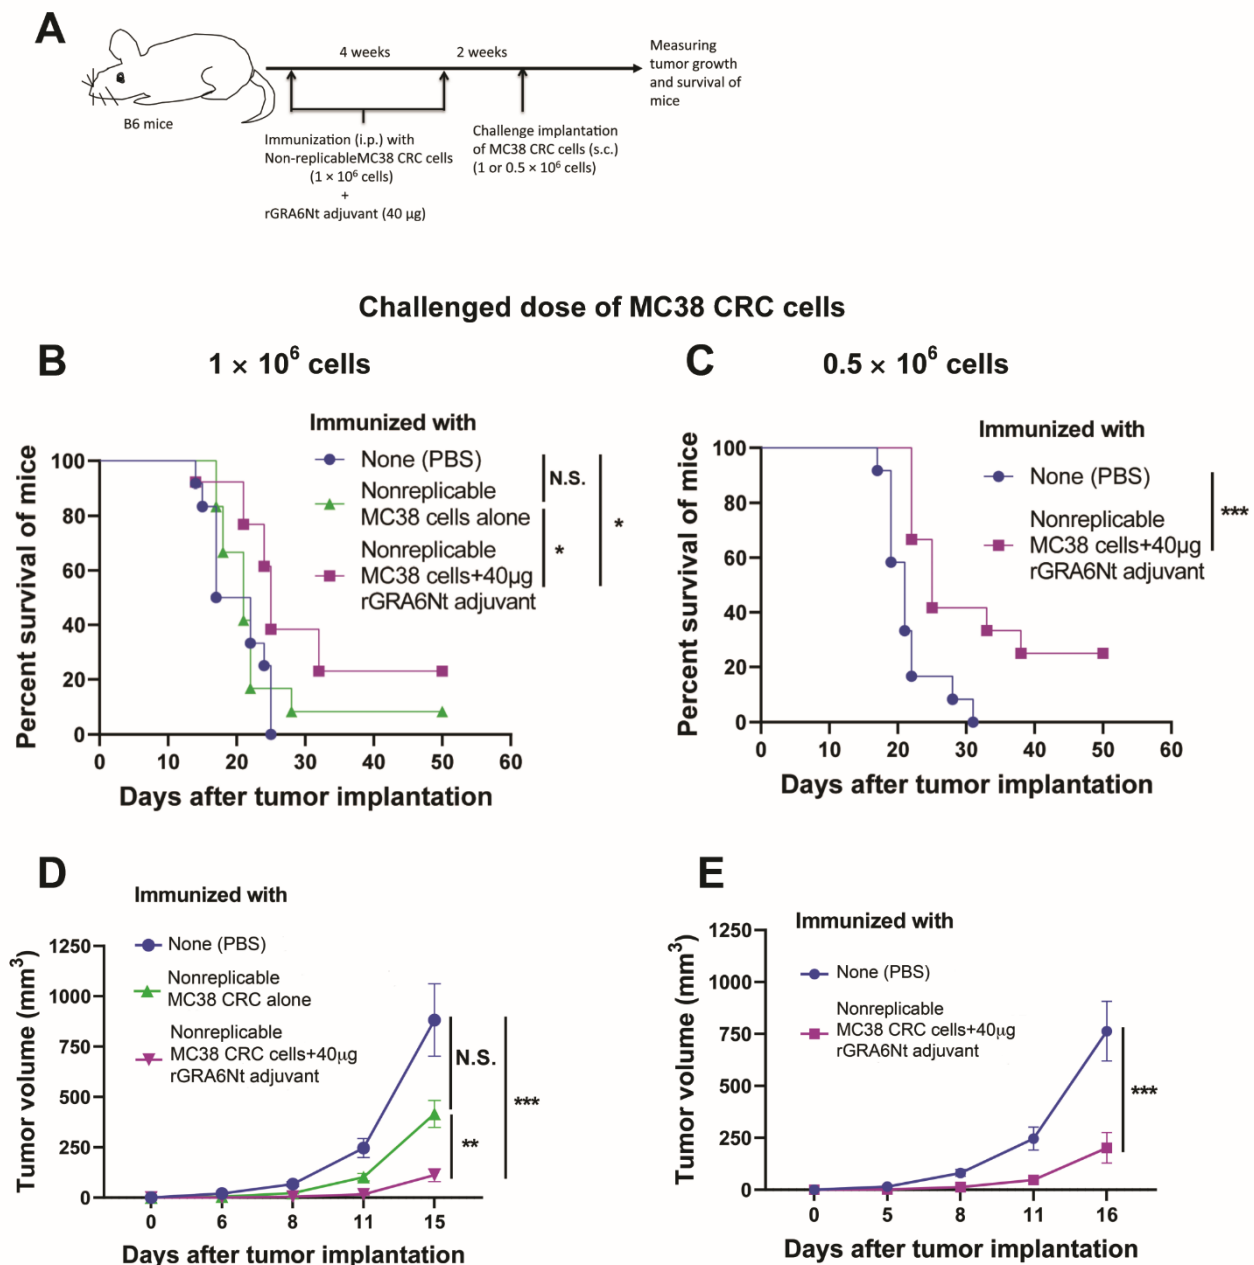 A
B6 mice
4 weeks
2 weeks
Measuring
tumor growth
and survival of
mice
Immunization (i.p.) with
Non-replicableMC38 CRC cells
(1 × 10⁶ cells)
+
rGRA6Nt adjuvant (40 µg)
Challenge implantation
of MC38 CRC cells (s.c.)
(1 or 0.5 × 10⁶ cells)
Challenged dose of MC38 CRC cells
B
1 × 10⁶ cells
Immunized with
None (PBS)
Nonreplicable
MC38 cells alone
Nonreplicable
MC38 cells+40µg
rGRA6Nt adjuvant
N.S.
*
*
Percent survival of mice
100
80
60
40
20
0
0 10 20 30 40 50 60
Days after tumor implantation
C
0.5 × 10⁶ cells
Immunized with
None (PBS)
Nonreplicable
MC38 cells+40µg
rGRA6Nt adjuvant
***
Percent survival of mice
100
80
60
40
20
0
0 10 20 30 40 50 60
Days after tumor implantation
D
Immunized with
None (PBS)
Nonreplicable
MC38 CRC alone
Nonreplicable
MC38 CRC cells+40µg
rGRA6Nt adjuvant
N.S.
**
***
Tumor volume (mm³)
1250
1000
750
500
250
0
0 6 8 11 15
Days after tumor implantation
E
Immunized with
None (PBS)
Nonreplicable
MC38 CRC cells+40µg
rGRA6Nt adjuvant
***
Tumor volume (mm³)
1250
1000
750
500
250
0
0 5 8 11 16
Days after tumor implantation